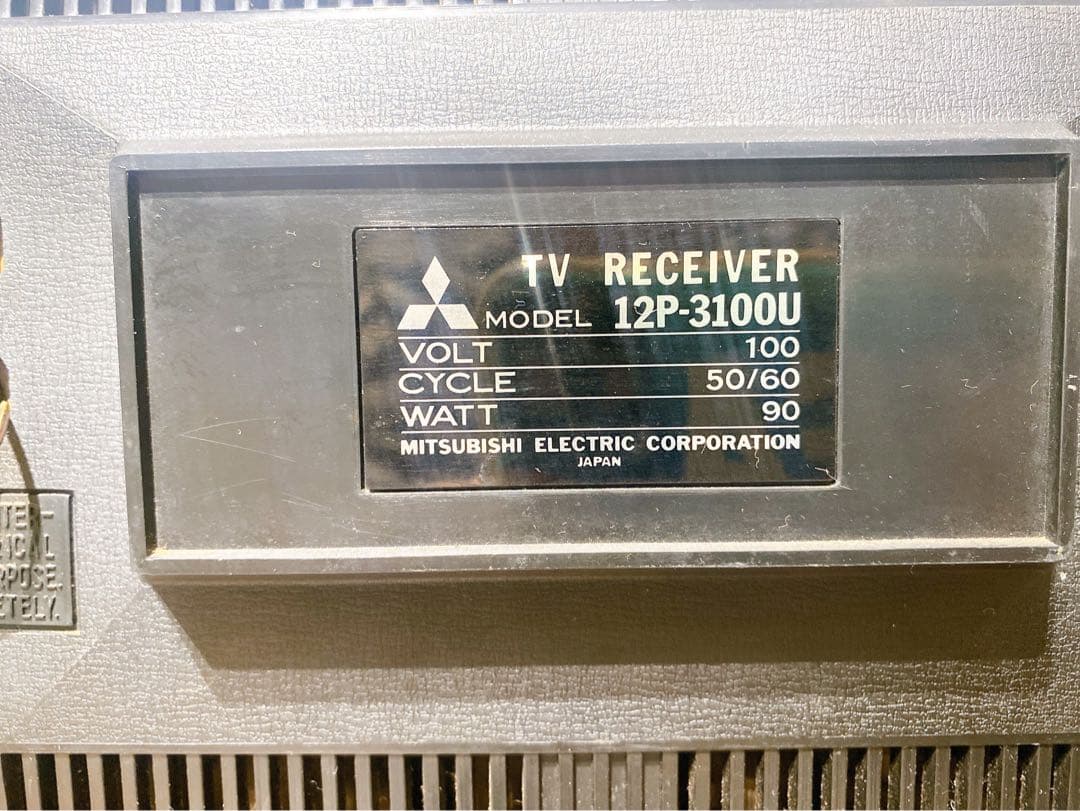 TV RECEIVER
MODEL 12P-3100U
VOLT 100
CYCLE 50/60
WATT 90
MITSUBISHI ELECTRIC CORPORATION
JAPAN